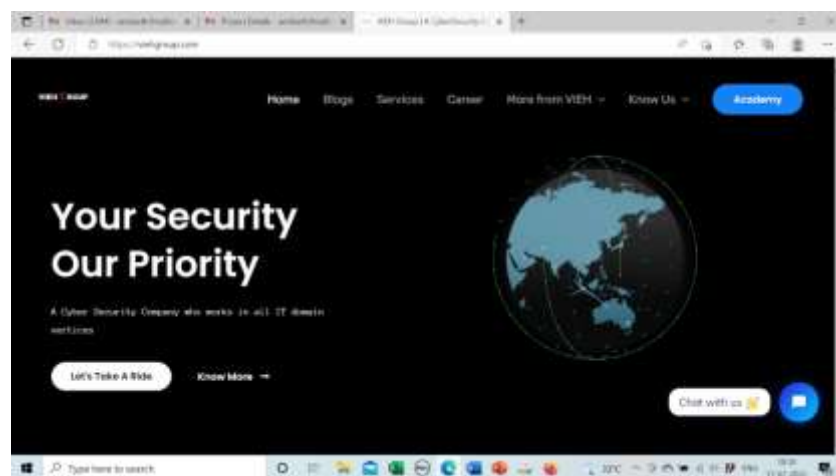 Home Blogs Services Career More from VIEH Know Us Academy
Your Security
Our Priority
A Cyber Security Company who works in all IT domain
vertices
Let's Take A Ride Know More →
Chat with us 👋
Type here to search